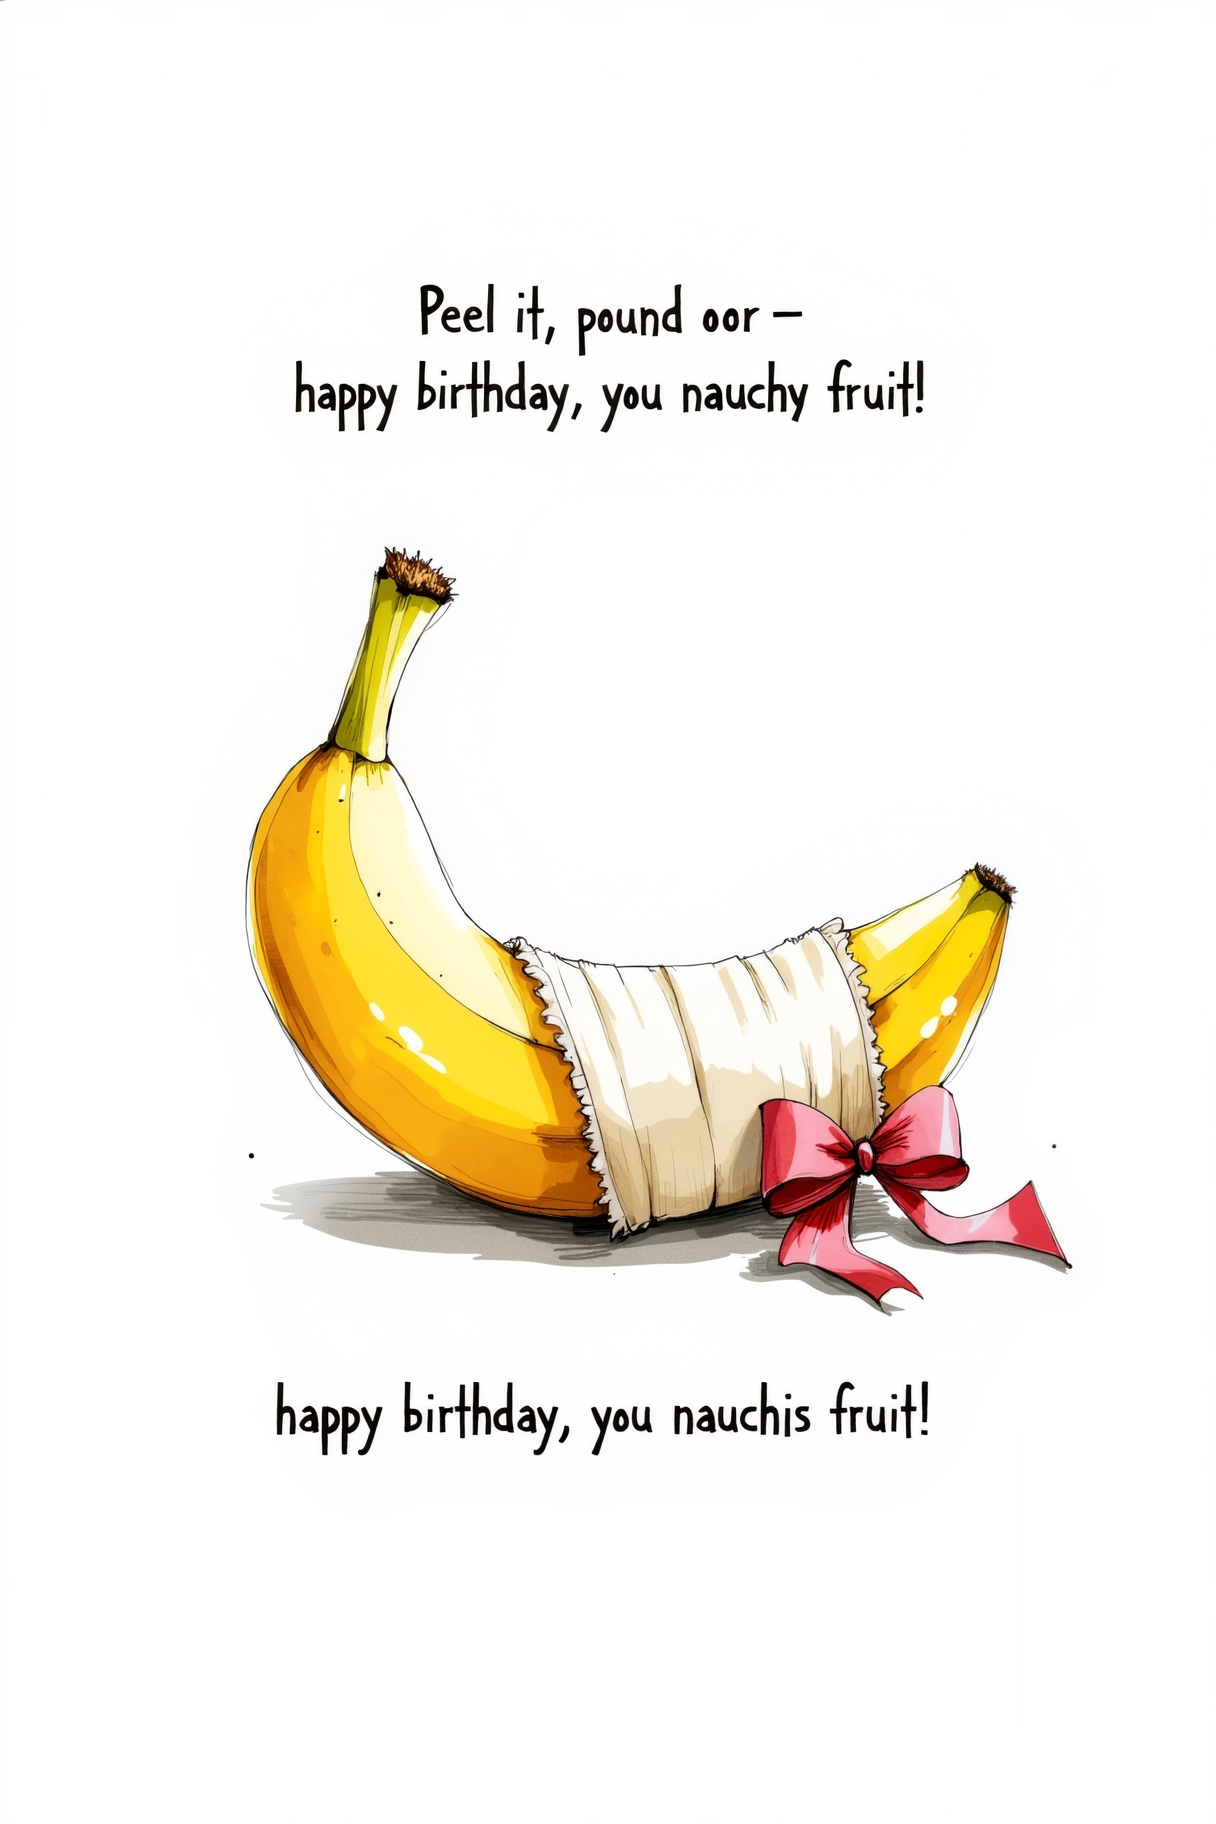 Peel it, pound oor –
happy birthday, you nauchy fruit!
happy birthday, you nauchis fruit!